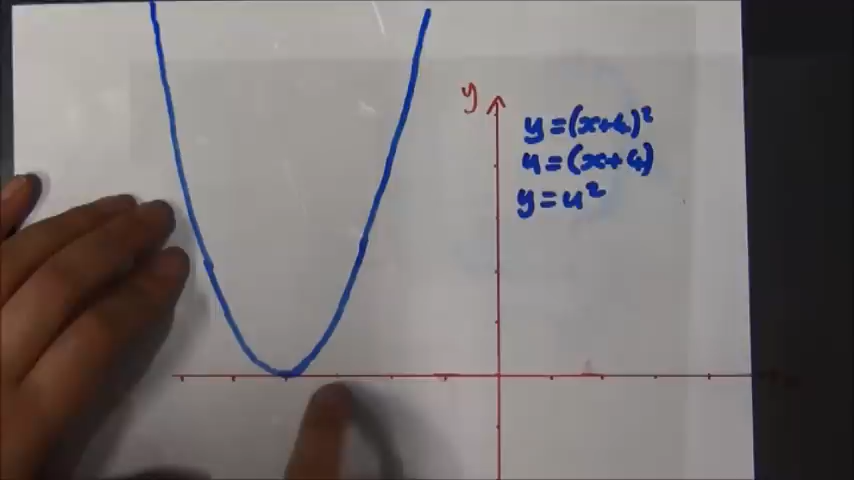 y
y=(x+4)²
u=(x+4)
y=u²